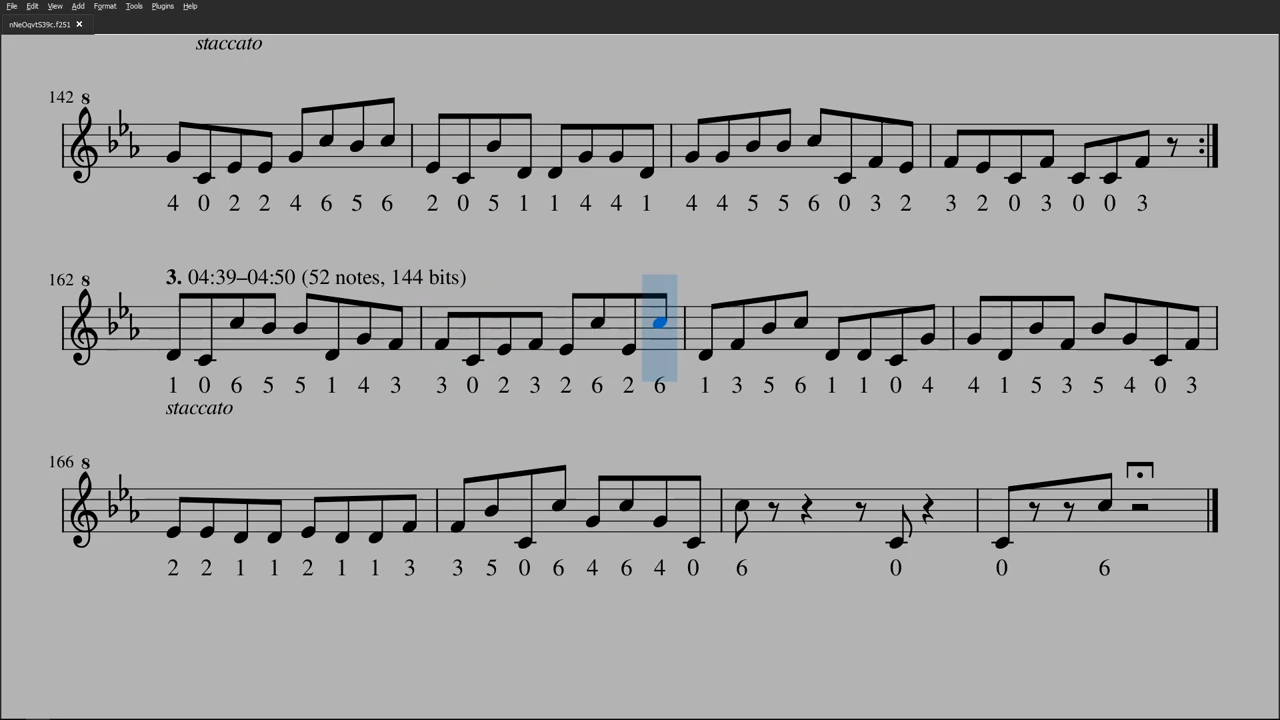 File Edit View Add Format Tools Plugins Help
nNeOqvtS39c.f251 ×
staccato
142 8
4 0 2 2 4 6 5 6 2 0 5 1 1 4 4 1 4 4 5 5 6 0 3 2 3 2 0 3 0 0 3
3. 04:39–04:50 (52 notes, 144 bits)
162 8
1 0 6 5 5 1 4 3 3 0 2 3 2 6 2 6 1 3 5 6 1 1 0 4 4 1 5 3 5 4 0 3
staccato
166 8
2 2 1 1 2 1 1 3 3 5 0 6 4 6 4 0 6 0 0 6